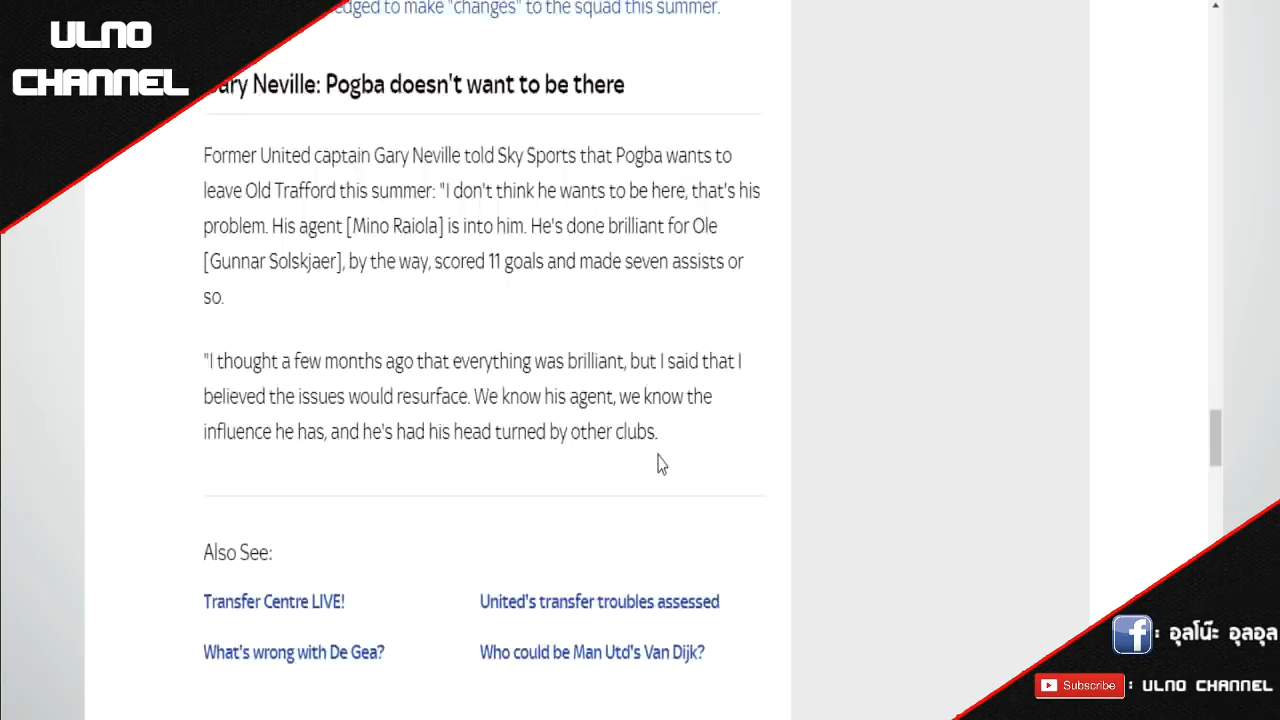 ULNO
CHANNEL
edged to make "changes" to the squad this summer.
ary Neville: Pogba doesn't want to be there
Former United captain Gary Neville told Sky Sports that Pogba wants to
leave Old Trafford this summer: "I don't think he wants to be here, that's his
problem. His agent [Mino Raiola] is into him. He's done brilliant for Ole
[Gunnar Solskjaer], by the way, scored 11 goals and made seven assists or
so.
"I thought a few months ago that everything was brilliant, but I said that I
believed the issues would resurface. We know his agent, we know the
influence he has, and he's had his head turned by other clubs.
Also See:
Transfer Centre LIVE!
United's transfer troubles assessed
What's wrong with De Gea?
Who could be Man Utd's Van Dijk?
f : อุลโน๊ะ อุลอุล
Subscribe : ULNO CHANNEL